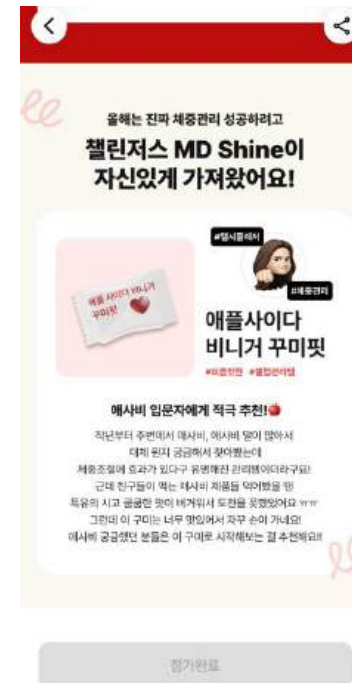 올해는 진짜 체중관리 성공하려고
챌린저스 MD Shine이
자신있게 가져왔어요!
#체중관리
애플 사이다 비니거
꾸미핏
애플사이다
비니거 꾸미핏
애사비 입문자에게 적극 추천!
작년부터 주변에서 애사비, 애사비 말이 많아서
대체 뭔지 궁금해서 찾아봤는데
체중조절에 효과가 있다구 유명해진 관리템이더라구요!
근데 친구들이 먹는 애사비 제품들 먹어봤을 땐
특유의 시고 쿰쿰한 맛이 버거워서 도전을 못했었어요 ㅠㅠ
그런데 이 구미는 너무 맛있어서 자꾸 손이 가네요!
애사비 궁금했던 분들은 이 구미로 시작해보는 걸 추천해요!!
참가완료